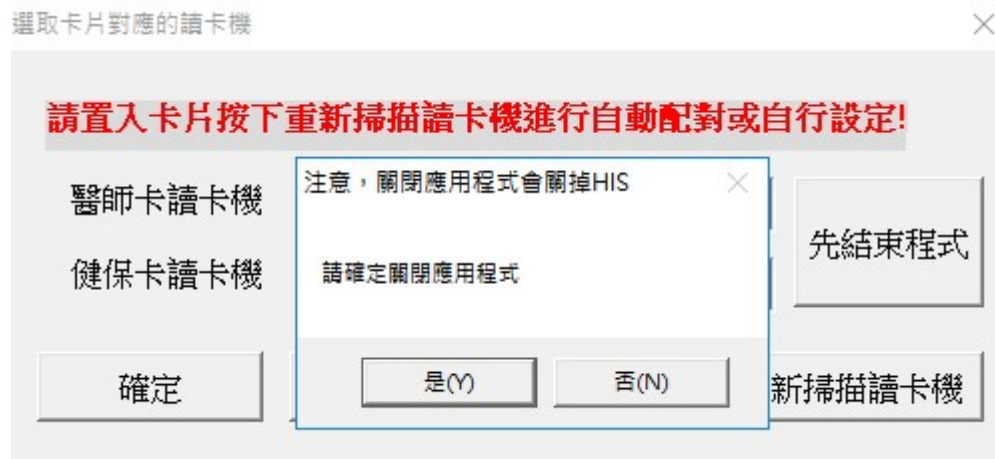 選取卡片對應的讀卡機
請置入卡片按下重新掃描讀卡機進行自動配對或自行設定!
醫師卡讀卡機
注意，關閉應用程式會關掉HIS
先結束程式
健保卡讀卡機
請確定關閉應用程式
確定
是(Y)
否(N)
新掃描讀卡機